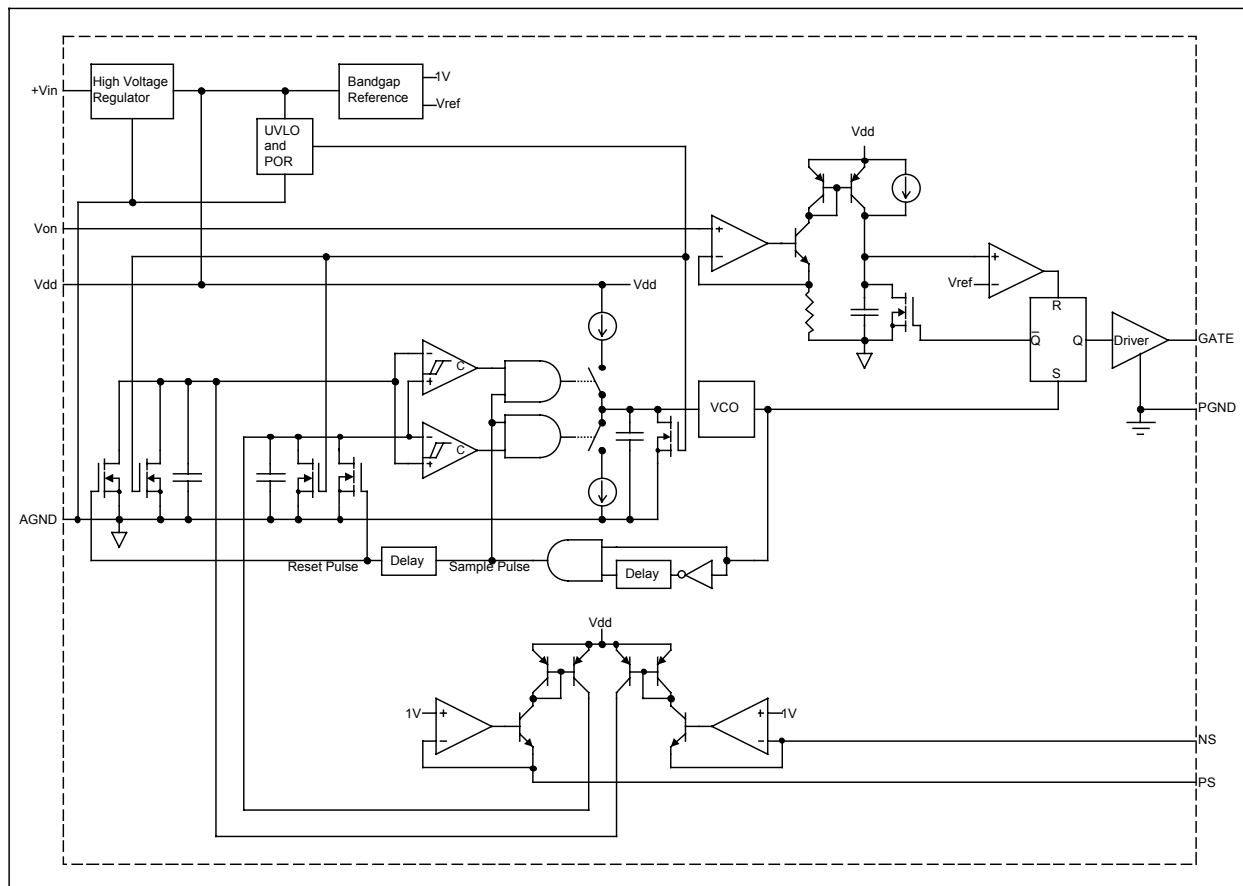 +Vin
High Voltage
Regulator
Bandgap
Reference
1V
Vref
UVLO
and
POR
Vdd
Von
+
-
+
-
Vdd
Vdd
Vref
R
Q
Q
S
Driver
GATE
PGND
-
+
C
-
+
C
VCO
AGND
Reset Pulse
Delay
Sample Pulse
Delay
Vdd
1V
+
-
+
-
1V
NS
PS